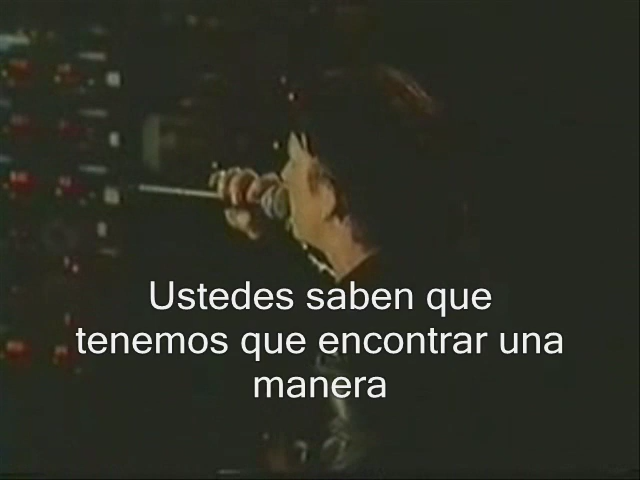 Ustedes saben que
tenemos que encontrar una
manera